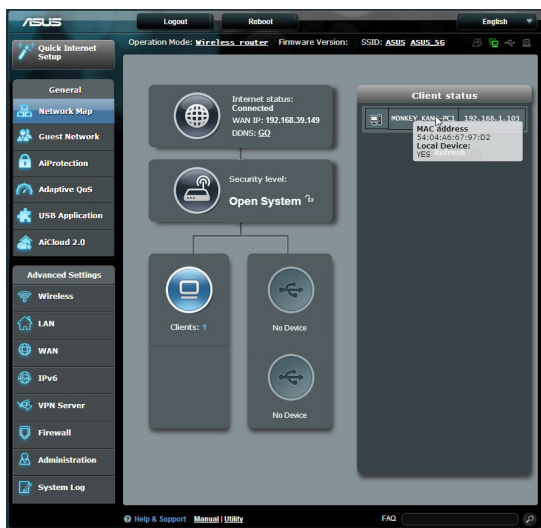 ASUS
Logout
Reboot
English
Quick Internet
Setup
Operation Mode: Wireless router Firmware Version: SSID: ASUS ASUS_5G
General
Network Map
Guest Network
AiProtection
Adaptive QoS
USB Application
AiCloud 2.0
Advanced Settings
Wireless
LAN
WAN
IPv6
VPN Server
Firewall
Administration
System Log
Internet status:
Connected
WAN IP: 192.168.39.149
DDNS: GO
Security level:
Open System
Clients: 1
No Device
No Device
Client status
MONKEY_KANG-PC1 192.168.1.101
MAC address
54:04:A6:67:97:D2
Local Device:
YES
Help & Support Manual | Utility
FAQ